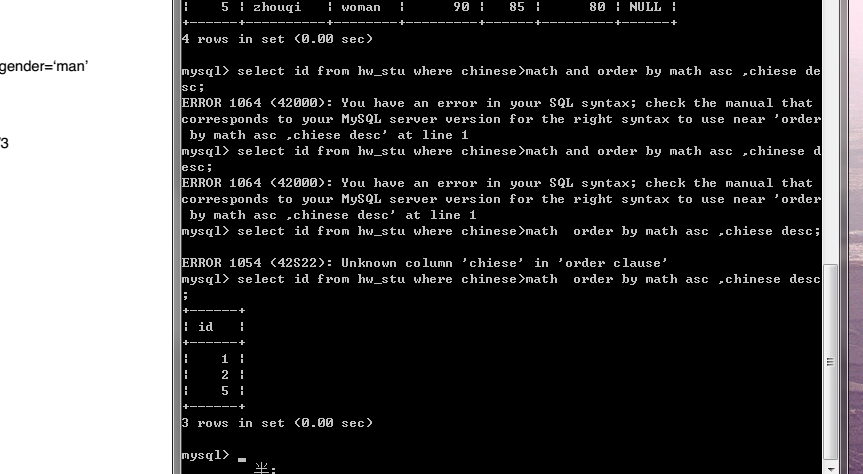 gender=‘man’
/3
| 5 | zhouqi | woman | 90 | 85 | 80 | NULL |
+------+---------+---------+---------+------+---------+------+
4 rows in set (0.00 sec)
mysql> select id from hw_stu where chinese>math and order by math asc ,chiese de
sc;
ERROR 1064 (42000): You have an error in your SQL syntax; check the manual that
corresponds to your MySQL server version for the right syntax to use near 'order
by math asc ,chiese desc' at line 1
mysql> select id from hw_stu where chinese>math and order by math asc ,chinese d
esc;
ERROR 1064 (42000): You have an error in your SQL syntax; check the manual that
corresponds to your MySQL server version for the right syntax to use near 'order
by math asc ,chinese desc' at line 1
mysql> select id from hw_stu where chinese>math  order by math asc ,chiese desc;
ERROR 1054 (42S22): Unknown column 'chiese' in 'order clause'
mysql> select id from hw_stu where chinese>math  order by math asc ,chinese desc
;
+------+
| id   |
+------+
|    1 |
|    2 |
|    5 |
+------+
3 rows in set (0.00 sec)
mysql> _
半: